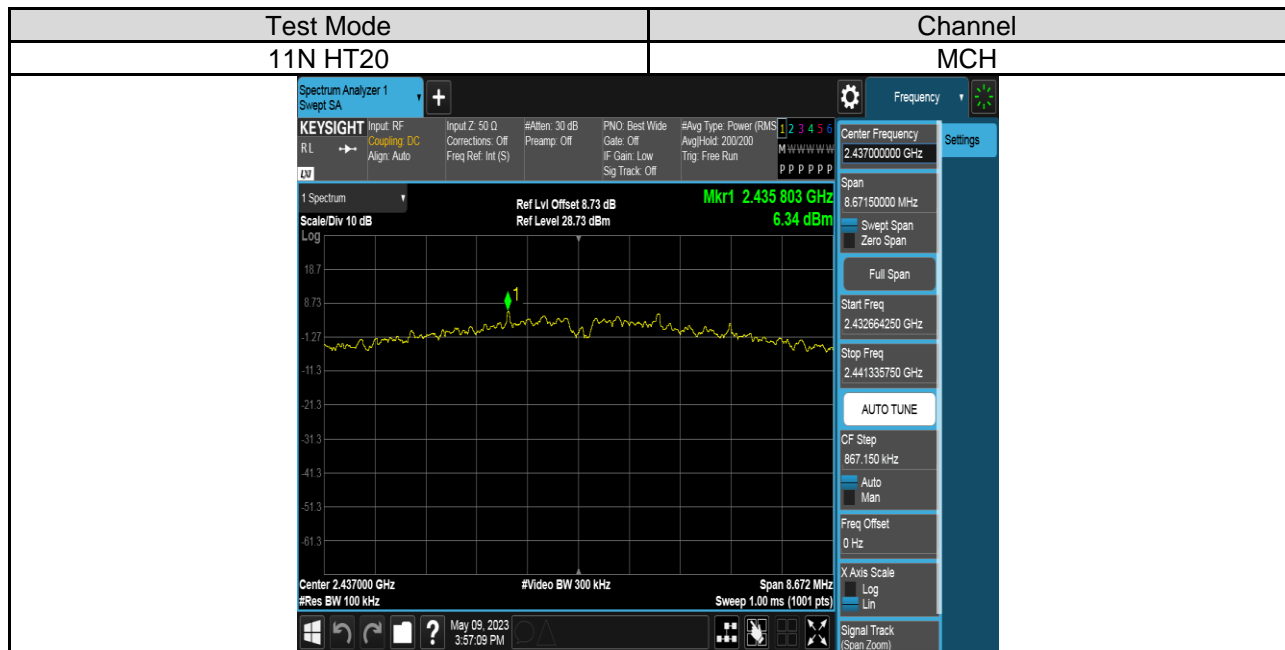 Test Mode Channel
11N HT20 MCH
Spectrum Analyzer 1
Swept SA
Frequency
KEYSIGHT
RL
LXI
Input: RF
Coupling: DC
Align: Auto
Input Z: 50 Ω
Corrections: Off
Freq Ref: Int (S)
#Atten: 30 dB
Preamp: Off
PNO: Best Wide
Gate: Off
IF Gain: Low
Sig Track: Off
#Avg Type: Power (RMS
Avg|Hold: 200/200
Trig: Free Run
1 2 3 4 5 6
M W W W W W
P P P P P P
1 Spectrum
Scale/Div 10 dB
Log
Ref Lvl Offset 8.73 dB
Ref Level 28.73 dBm
Mkr1 2.435 803 GHz
6.34 dBm
18.7
8.73
-1.27
-11.3
-21.3
-31.3
-41.3
-51.3
-61.3
1
Center 2.437000 GHz
#Res BW 100 kHz
#Video BW 300 kHz
Span 8.672 MHz
Sweep 1.00 ms (1001 pts)
?
May 09, 2023
3:57:09 PM
Center Frequency
2.437000000 GHz
Settings
Span
8.67150000 MHz
Swept Span
Zero Span
Full Span
Start Freq
2.432664250 GHz
Stop Freq
2.441335750 GHz
AUTO TUNE
CF Step
867.150 kHz
Auto
Man
Freq Offset
0 Hz
X Axis Scale
Log
Lin
Signal Track
(Span Zoom)